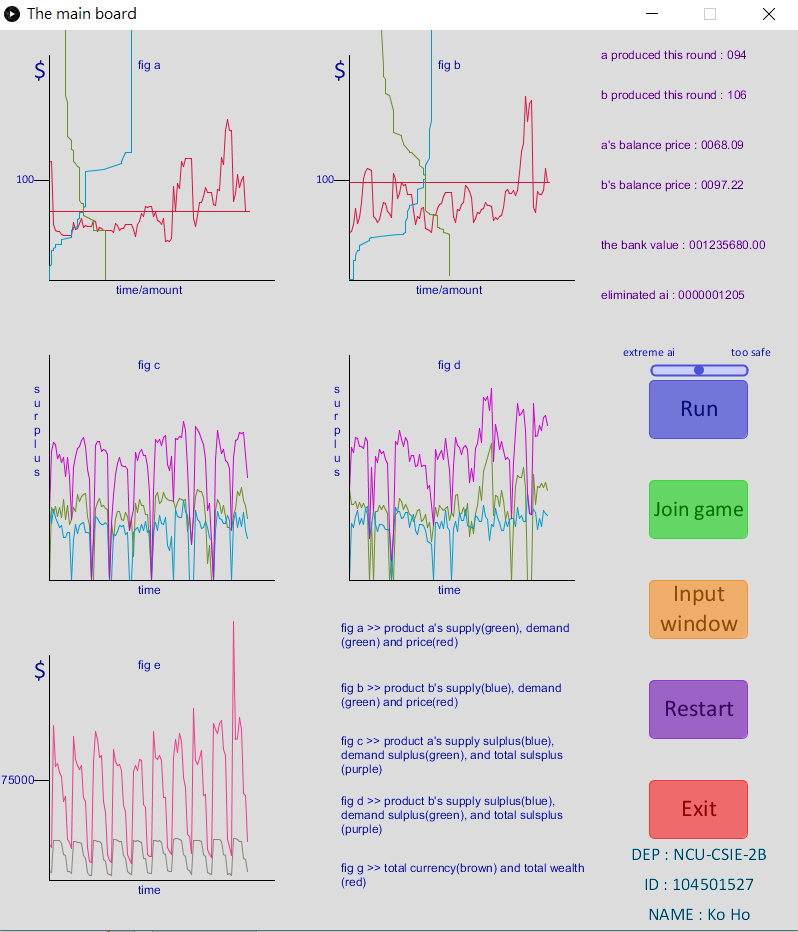 The main board
$
fig a
100
time/amount
$
fig b
100
time/amount
a produced this round : 094
b produced this round : 106
a's balance price : 0068.09
b's balance price : 0097.22
the bank value : 001235680.00
eliminated ai : 0000001205
surplus
fig c
time
surplus
fig d
time
extreme ai
too safe
Run
Join game
Input
window
Restart
Exit
$
fig e
75000
time
fig a >> product a's supply(green), demand
(green) and price(red)
fig b >> product b's supply(blue), demand
(green) and price(red)
fig c >> product a's supply sulplus(blue),
demand sulplus(green), and total sulsplus
(purple)
fig d >> product b's supply sulplus(blue),
demand sulplus(green), and total sulsplus
(purple)
fig g >> total currency(brown) and total wealth
(red)
DEP : NCU-CSIE-2B
ID : 104501527
NAME : Ko Ho